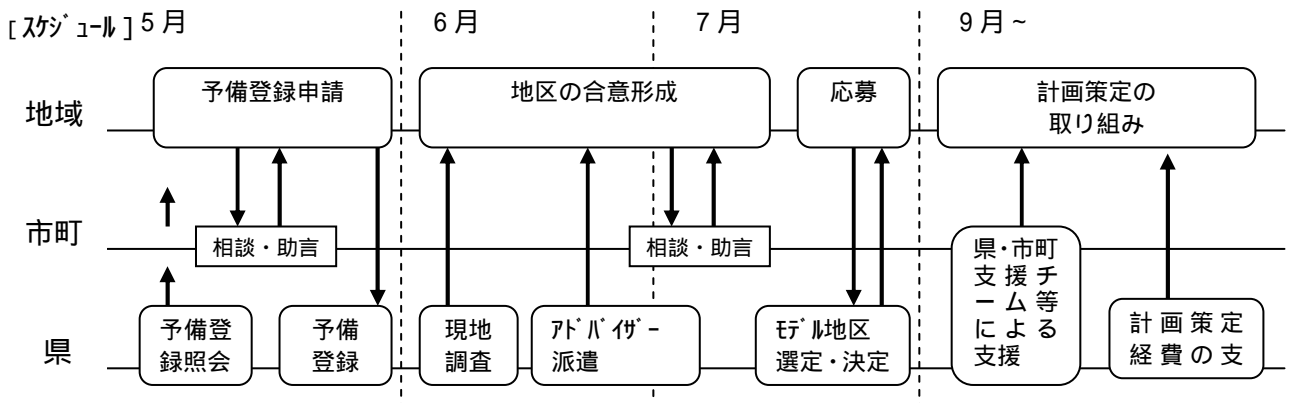 [ｽｹｼﾞｭｰﾙ] 5月 6月 7月 9月~
地域
予備登録申請
地区の合意形成
応募
計画策定の
取り組み
市町
相談・助言
相談・助言
県
予備登
録照会
予備
登録
現地
調査
ｱﾄﾞﾊﾞｲｻﾞｰ
派遣
ﾓﾃﾞﾙ地区
選定・決定
県・市町
支援チ
ーム等
による
支援
計画策定
経費の支